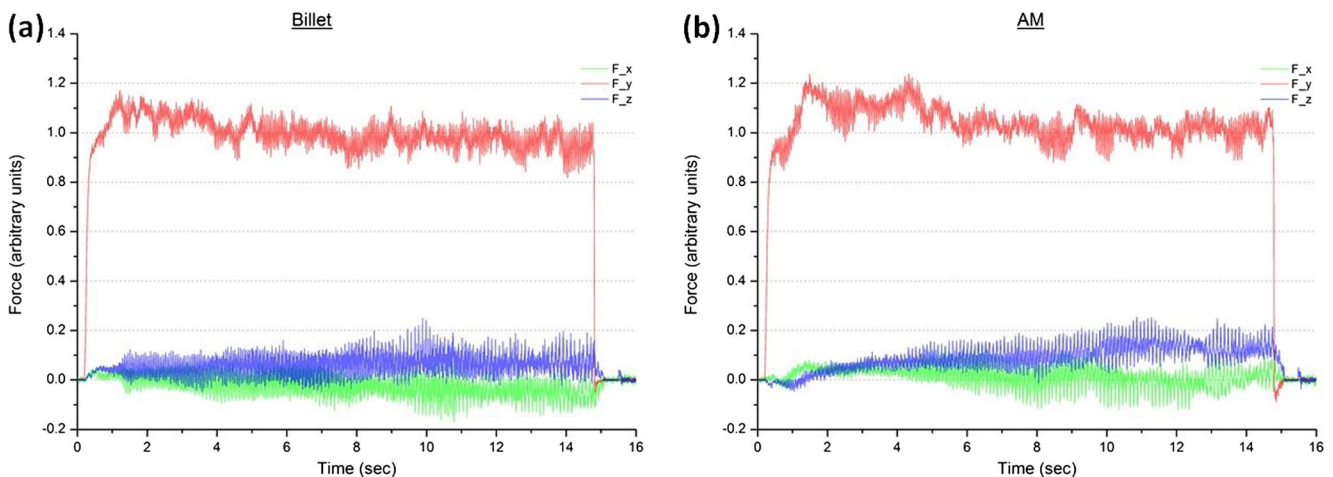 (a)
Billet
1.4
1.2
1.0
0.8
0.6
0.4
0.2
0.0
-0.2
Force (arbitrary units)
F_x
F_y
F_z
0 2 4 6 8 10 12 14 16
Time (sec)
(b)
AM
1.4
1.2
1.0
0.8
0.6
0.4
0.2
0.0
-0.2
Force (arbitrary units)
F_x
F_y
F_z
0 2 4 6 8 10 12 14 16
Time (sec)